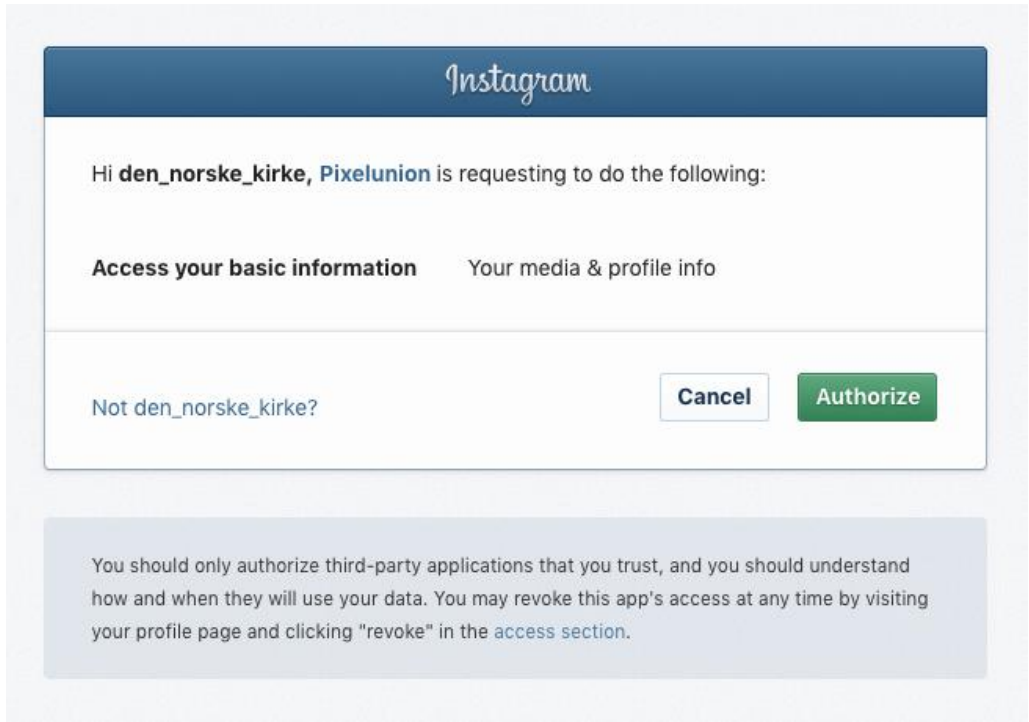 Instagram
Hi den_norske_kirke, Pixelunion is requesting to do the following:
Access your basic information Your media & profile info
Not den_norske_kirke?
Cancel
Authorize
You should only authorize third-party applications that you trust, and you should understand
how and when they will use your data. You may revoke this app's access at any time by visiting
your profile page and clicking "revoke" in the access section.